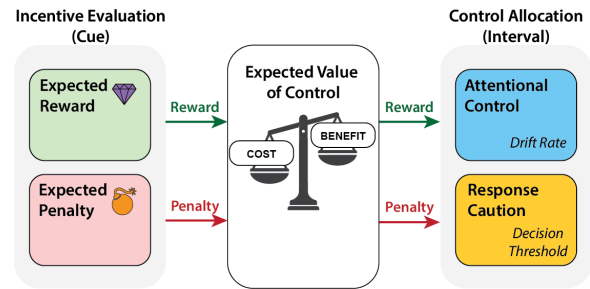 Incentive Evaluation
(Cue)
Expected
Reward
Expected
Penalty
Reward
Penalty
Expected Value
of Control
COST
BENEFIT
Reward
Penalty
Control Allocation
(Interval)
Attentional
Control
Drift Rate
Response
Caution
Decision
Threshold